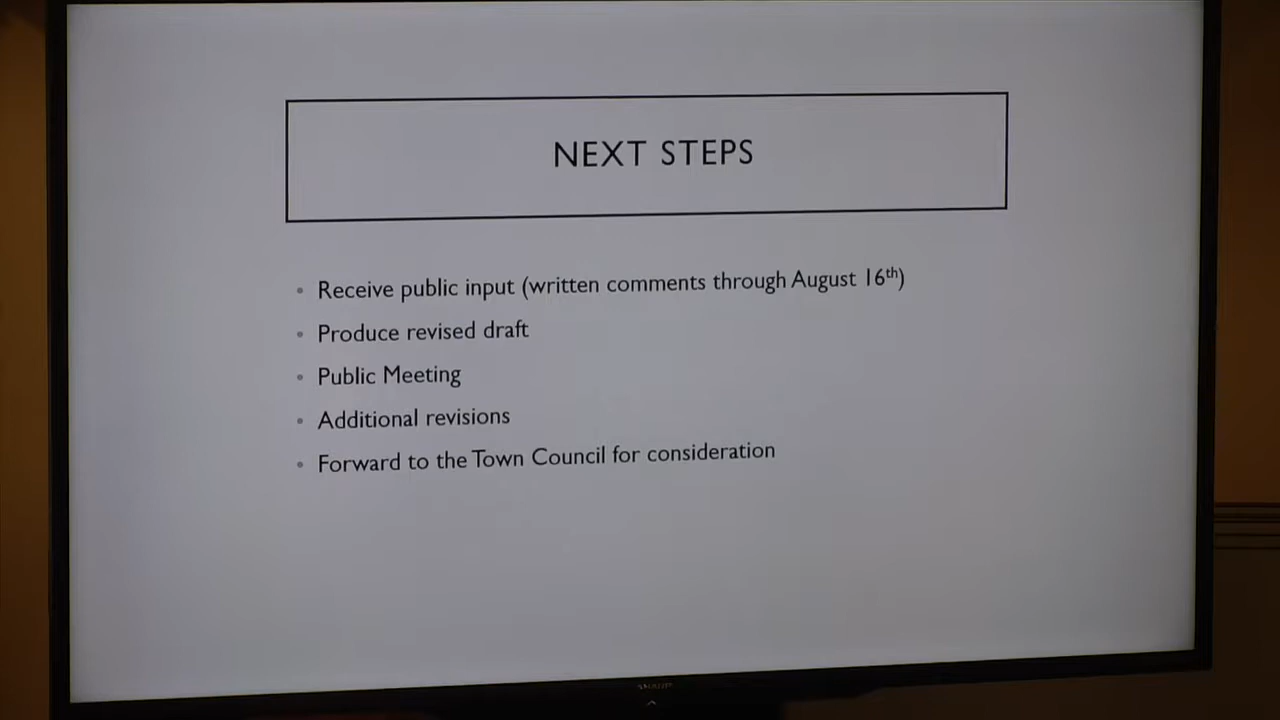 NEXT STEPS
• Receive public input (written comments through August 16th)
• Produce revised draft
• Public Meeting
• Additional revisions
• Forward to the Town Council for consideration